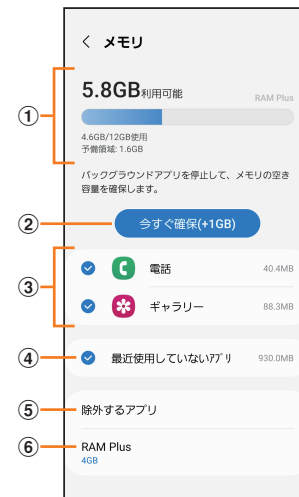 < メモリ
5.8GB利用可能
RAM Plus
①
4.6GB/12GB使用
予備領域: 1.6GB
バックグラウンドアプリを停止して、メモリの空き
容量を確保します。
② 今すぐ確保(+1GB)
電話 40.4MB
③
ギャラリー 88.3MB
④ 最近使用していないアプリ 930.0MB
⑤ 除外するアプリ
⑥ RAM Plus
4GB